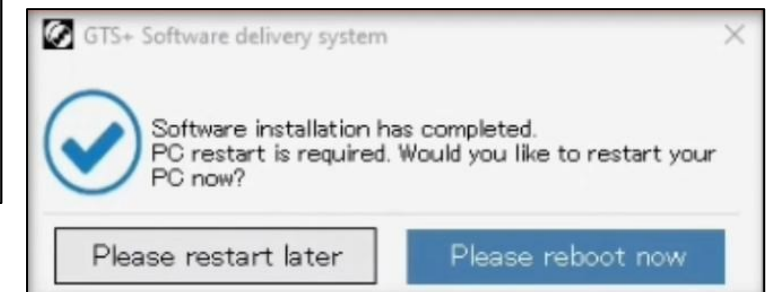 GTS+ Software delivery system
Software installation has completed.
PC restart is required. Would you like to restart your
PC now?
Please restart later
Please reboot now